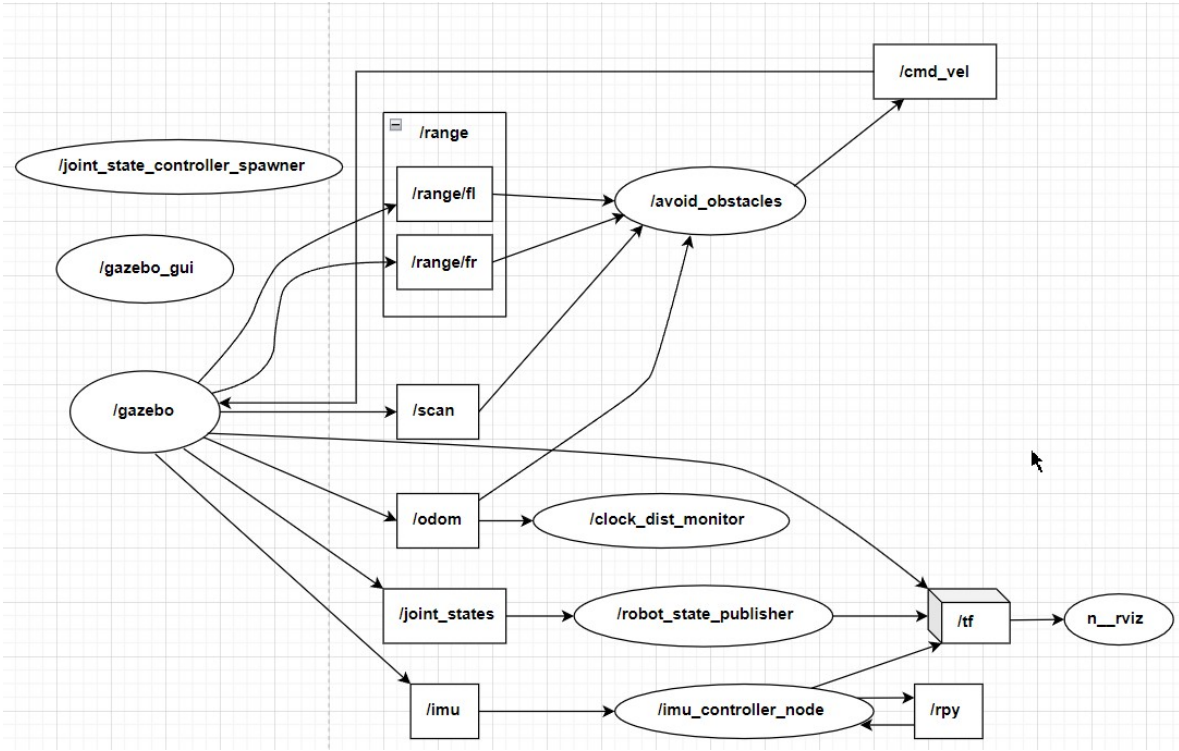 /cmd_vel
/range
/joint_state_controller_spawner
/range/fl
/avoid_obstacles
/gazebo_gui
/range/fr
/gazebo
/scan
/odom
/clock_dist_monitor
/joint_states
/robot_state_publisher
/tf
n__rviz
/imu
/imu_controller_node
/rpy